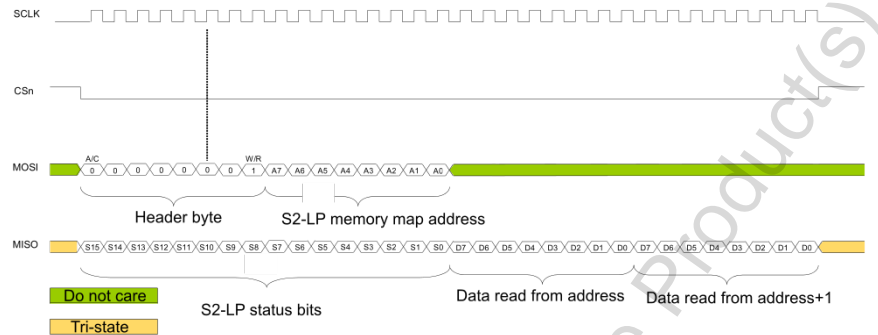 SCLK
CSn
A/C W/R
MOSI 0 0 0 0 0 0 0 1 A7 A6 A5 A4 A3 A2 A1 A0
Header byte S2-LP memory map address
MISO S15 S14 S13 S12 S11 S10 S9 S8 S7 S6 S5 S4 S3 S2 S1 S0 D7 D6 D5 D4 D3 D2 D1 D0 D7 D6 D5 D4 D3 D2 D1 D0
Do not care S2-LP status bits Data read from address Data read from address+1
Tri-state
Product(s)